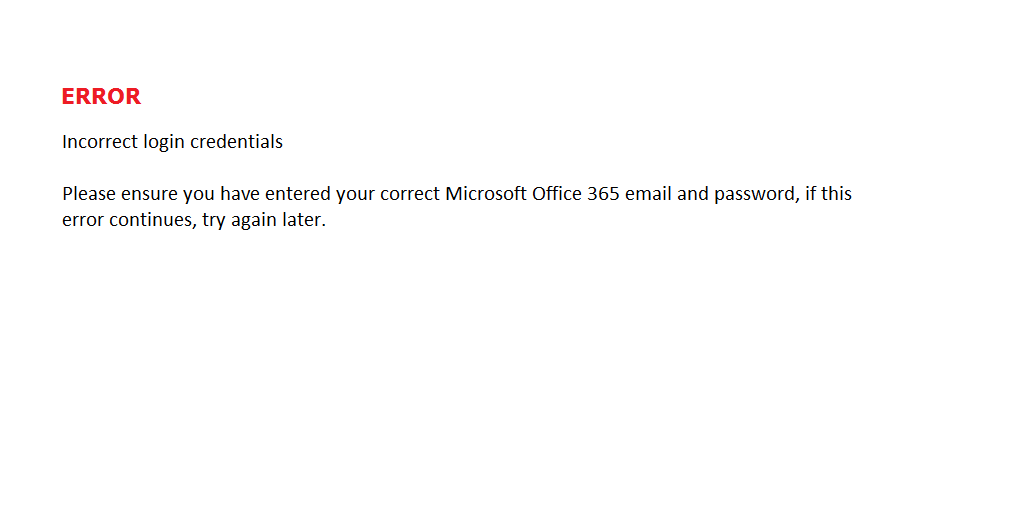 ERROR
Incorrect login credentials
Please ensure you have entered your correct Microsoft Office 365 email and password, if this
error continues, try again later.